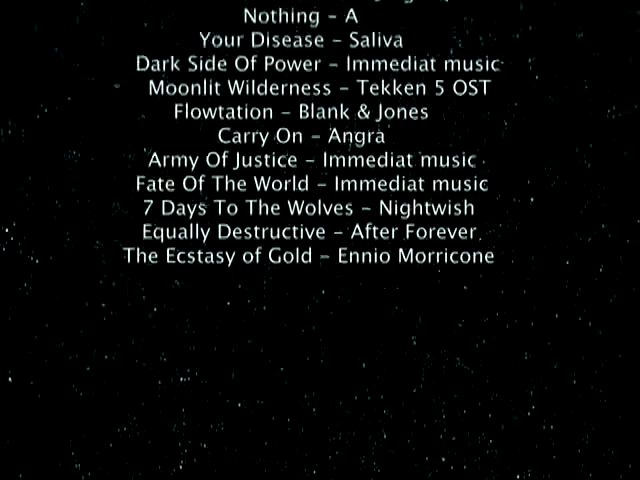 Nothing - A
Your Disease - Saliva
Dark Side Of Power - Immediat music
Moonlit Wilderness - Tekken 5 OST
Flowtation - Blank & Jones
Carry On - Angra
Army Of Justice - Immediat music
Fate Of The World - Immediat music
7 Days To The Wolves - Nightwish
Equally Destructive - After Forever
The Ecstasy of Gold - Ennio Morricone